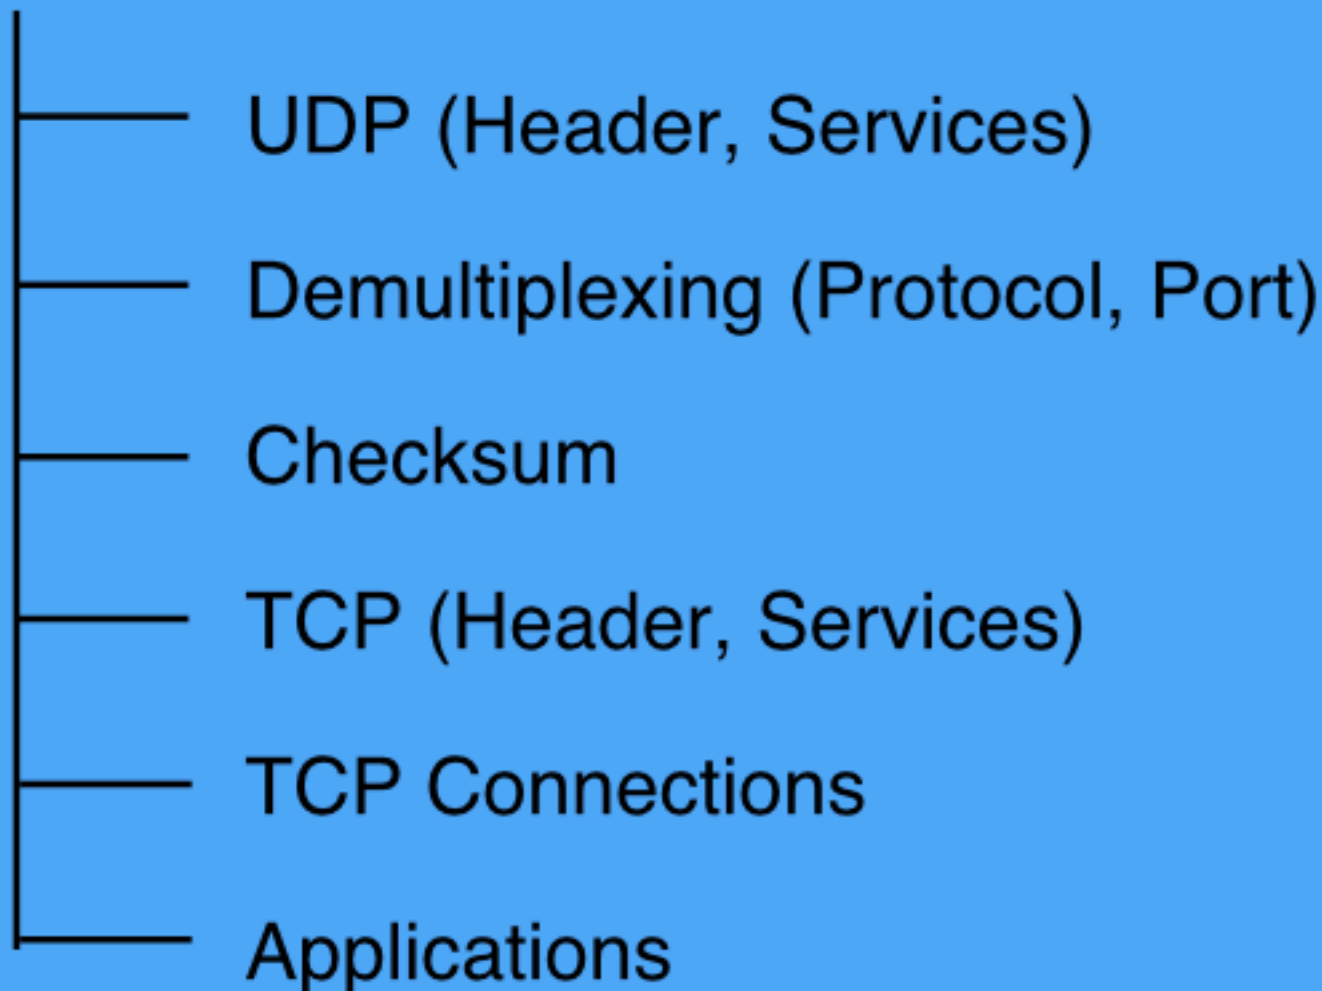 UDP (Header, Services)
Demultiplexing (Protocol, Port)
Checksum
TCP (Header, Services)
TCP Connections
Applications